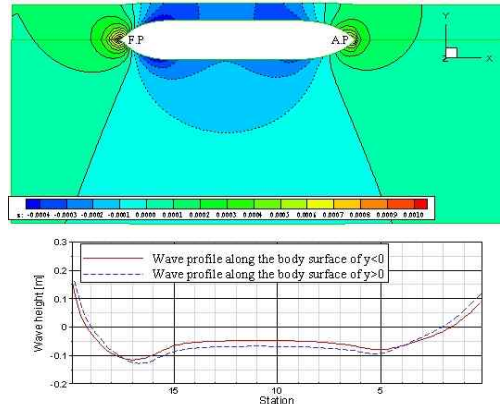 F.P
A.P
Y
Z
X
z: -0.0004 -0.0003 -0.0002 -0.0001 0.0000 0.0001 0.0002 0.0003 0.0004 0.0005 0.0006 0.0007 0.0008 0.0009 0.0010
0.3
Wave profile along the body surface of y<0
0.2
Wave profile along the body surface of y>0
0.1
0
-0.1
-0.2
Wave height [m]
15
10
5
Station